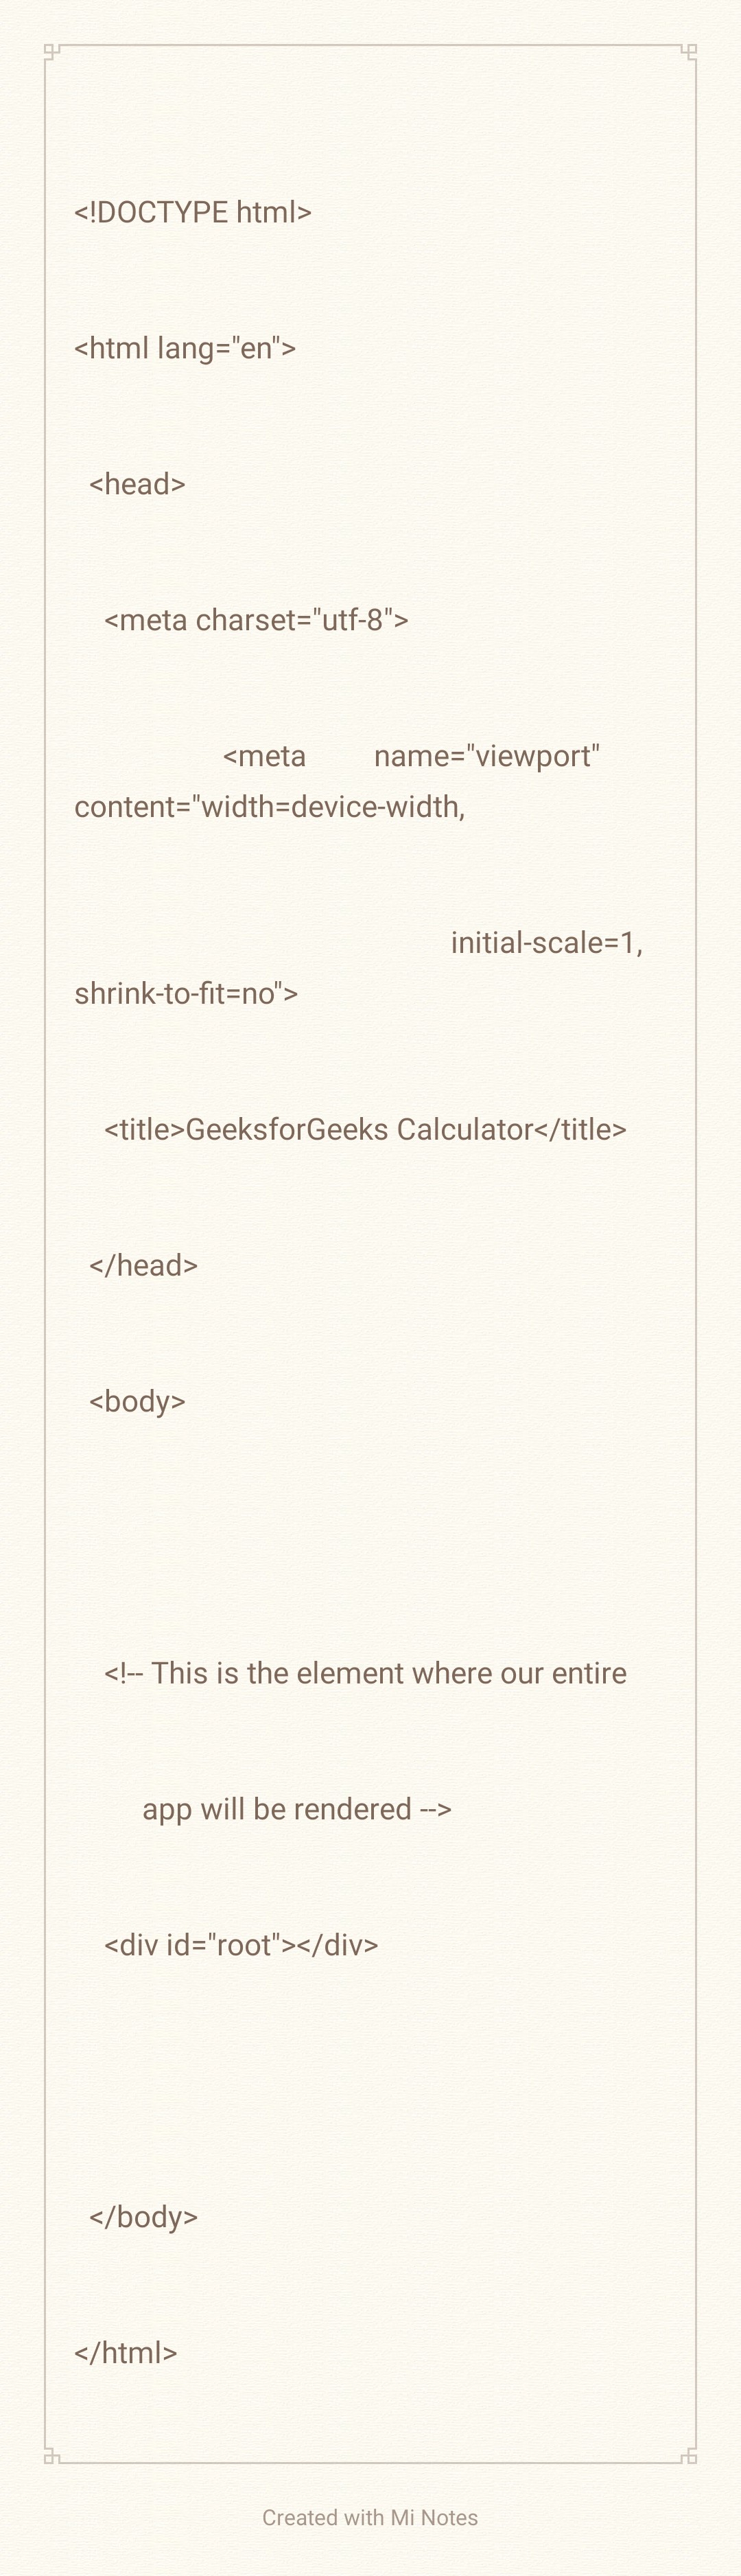 <!DOCTYPE html>
<html lang="en">
<head>
<meta charset="utf-8">
<meta name="viewport"
content="width=device-width,
initial-scale=1,
shrink-to-fit=no">
<title>GeeksforGeeks Calculator</title>
</head>
<body>
<!-- This is the element where our entire
app will be rendered -->
<div id="root"></div>
</body>
</html>
Created with Mi Notes